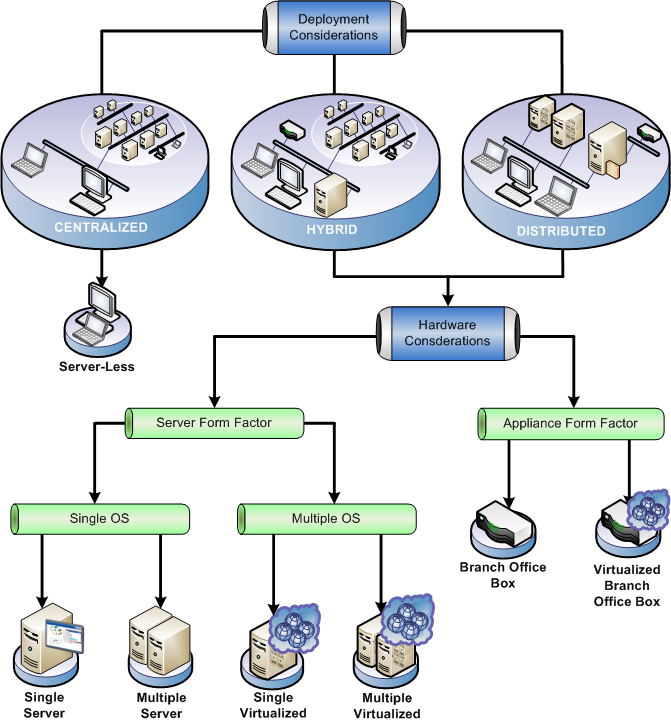 Deployment
Considerations
CENTRALIZED
HYBRID
DISTRIBUTED
Server-Less
Hardware
Consderations
Server Form Factor
Appliance Form Factor
Single OS
Multiple OS
Branch Office
Box
Virtualized
Branch
Office Box
Single
Server
Multiple
Server
Single
Virtualized
Multiple
Virtualized